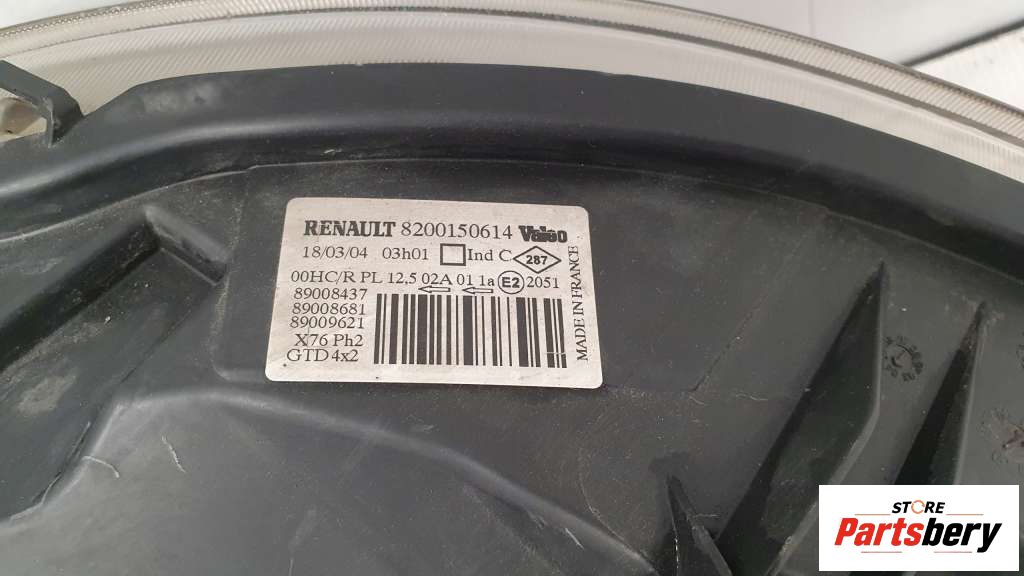 RENAULT 8200150614 Valeo
18/03/04 03h01 Ind C 287
00HC/R PL 12,5 02A 01 1a E2 2051
89008437
89008681
89009621
X76 Ph2
GTD 4x2
MADE IN FRANCE
STORE
Partsbery